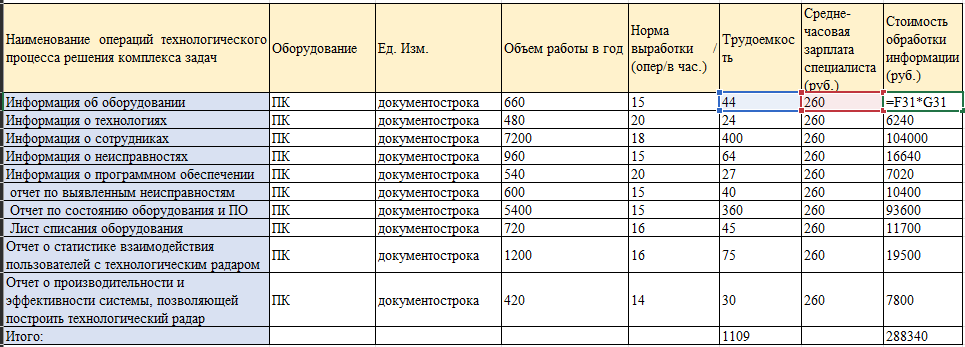 Наименование операций технологического процесса решения комплекса задач | Оборудование | Ед. Изм. | Объем работы в год | Норма выработки / (опер/в час.) | Трудоемкость | Средне-часовая зарплата специалиста (руб.) | Стоимость обработки информации (руб.)
Информация об оборудовании | ПК | документострока | 660 | 15 | 44 | 260 | =F31*G31
Информация о технологиях | ПК | документострока | 480 | 20 | 24 | 260 | 6240
Информация о сотрудниках | ПК | документострока | 7200 | 18 | 400 | 260 | 104000
Информация о неисправностях | ПК | документострока | 960 | 15 | 64 | 260 | 16640
Информация о программном обеспечении | ПК | документострока | 540 | 20 | 27 | 260 | 7020
отчет по выявленным неисправностям | ПК | документострока | 600 | 15 | 40 | 260 | 10400
Отчет по состоянию оборудования и ПО | ПК | документострока | 5400 | 15 | 360 | 260 | 93600
Лист списания оборудования | ПК | документострока | 720 | 16 | 45 | 260 | 11700
Отчет о статистике взаимодействия пользователей с технологическим радаром | ПК | документострока | 1200 | 16 | 75 | 260 | 19500
Отчет о производительности и эффективности системы, позволяющей построить технологический радар | ПК | документострока | 420 | 14 | 30 | 260 | 7800
Итого: | 1109 | 288340